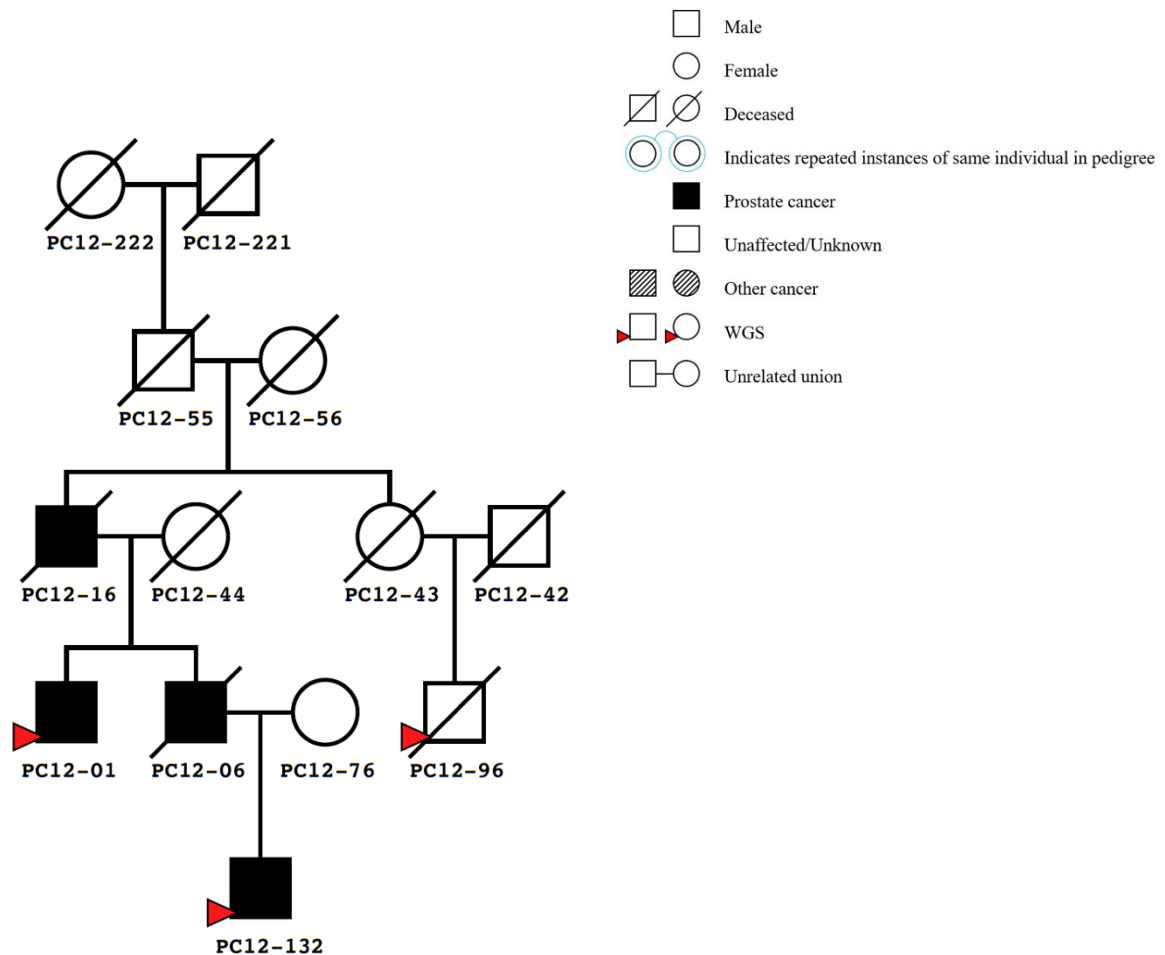 Male
Female
Deceased
Indicates repeated instances of same individual in pedigree
Prostate cancer
Unaffected/Unknown
Other cancer
WGS
Unrelated union
PC12-222 PC12-221
PC12-55 PC12-56
PC12-16 PC12-44 PC12-43 PC12-42
PC12-01 PC12-06 PC12-76 PC12-96
PC12-132